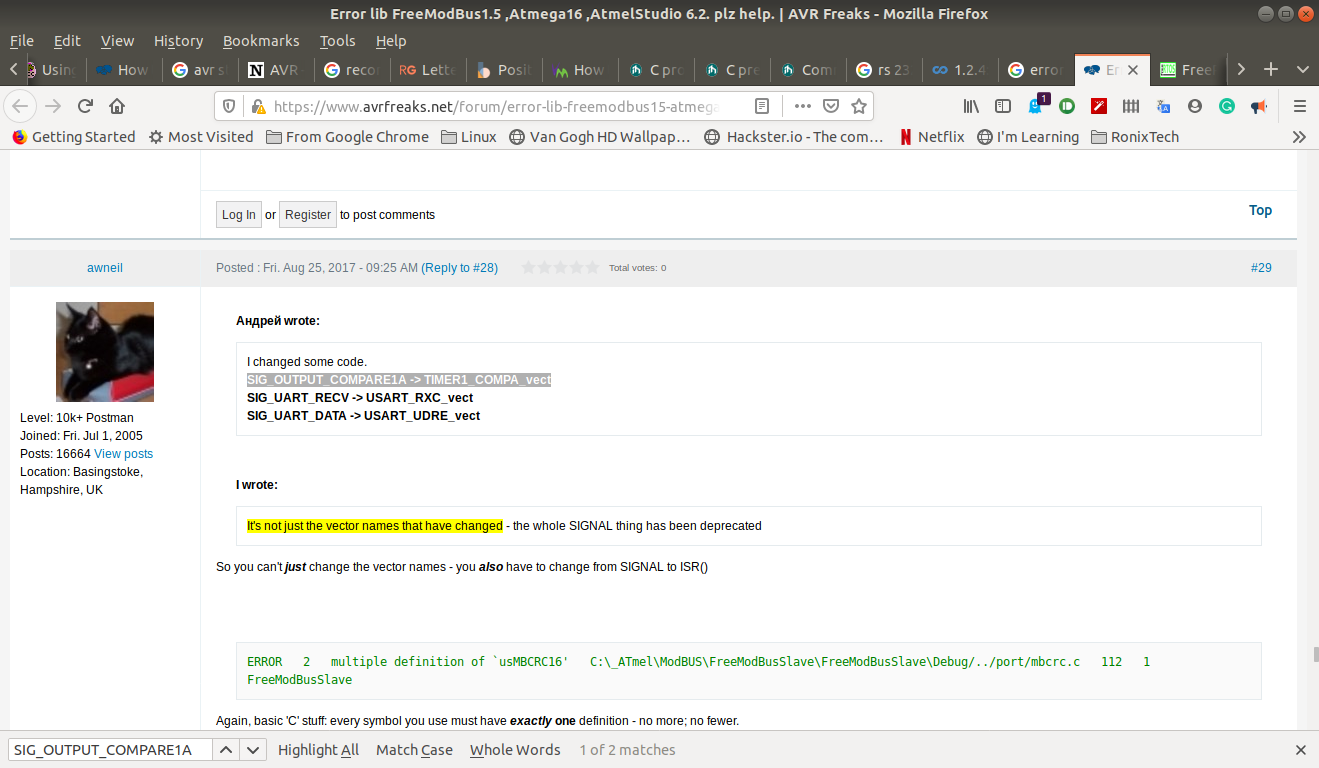 Error lib FreeModBus1.5 ,Atmega16 ,AtmelStudio 6.2. plz help. | AVR Freaks - Mozilla Firefox
File Edit View History Bookmarks Tools Help
Using How avr s AVR recor RG Lette Posit How C pro C pre Com rs 23 1.2.4 error Er Free
https://www.avrfreaks.net/forum/error-lib-freemodbus15-atmega 1
Getting Started Most Visited From Google Chrome Linux Van Gogh HD Wallpap… Hackster.io - The com… Netflix I'm Learning RonixTech
Log In or Register to post comments Top
awneil Posted : Fri. Aug 25, 2017 - 09:25 AM (Reply to #28) Total votes: 0 #29
Level: 10k+ Postman
Joined: Fri. Jul 1, 2005
Posts: 16664 View posts
Location: Basingstoke,
Hampshire, UK
Андрей wrote:
I changed some code.
SIG_OUTPUT_COMPARE1A -> TIMER1_COMPA_vect
SIG_UART_RECV -> USART_RXC_vect
SIG_UART_DATA -> USART_UDRE_vect
I wrote:
It's not just the vector names that have changed - the whole SIGNAL thing has been deprecated
So you can't just change the vector names - you also have to change from SIGNAL to ISR()
ERROR 2 multiple definition of `usMBCRC16' C:\_ATmel\ModBUS\FreeModBusSlave\FreeModBusSlave\Debug/../port/mbcrc.c 112 1
FreeModBusSlave
Again, basic 'C' stuff: every symbol you use must have exactly one definition - no more; no fewer.
SIG_OUTPUT_COMPARE1A Highlight All Match Case Whole Words 1 of 2 matches